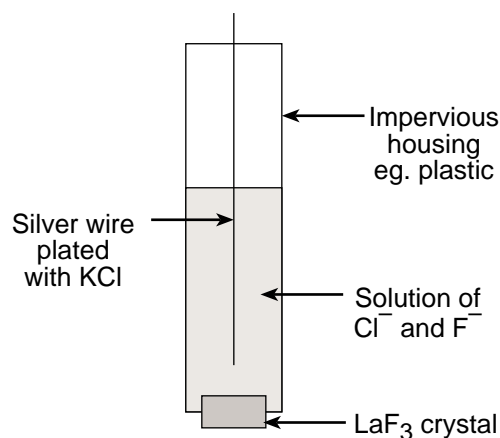 Impervious
housing
eg. plastic
Silver wire
plated
with KCl
Solution of
Cl⁻ and F⁻
LaF₃ crystal